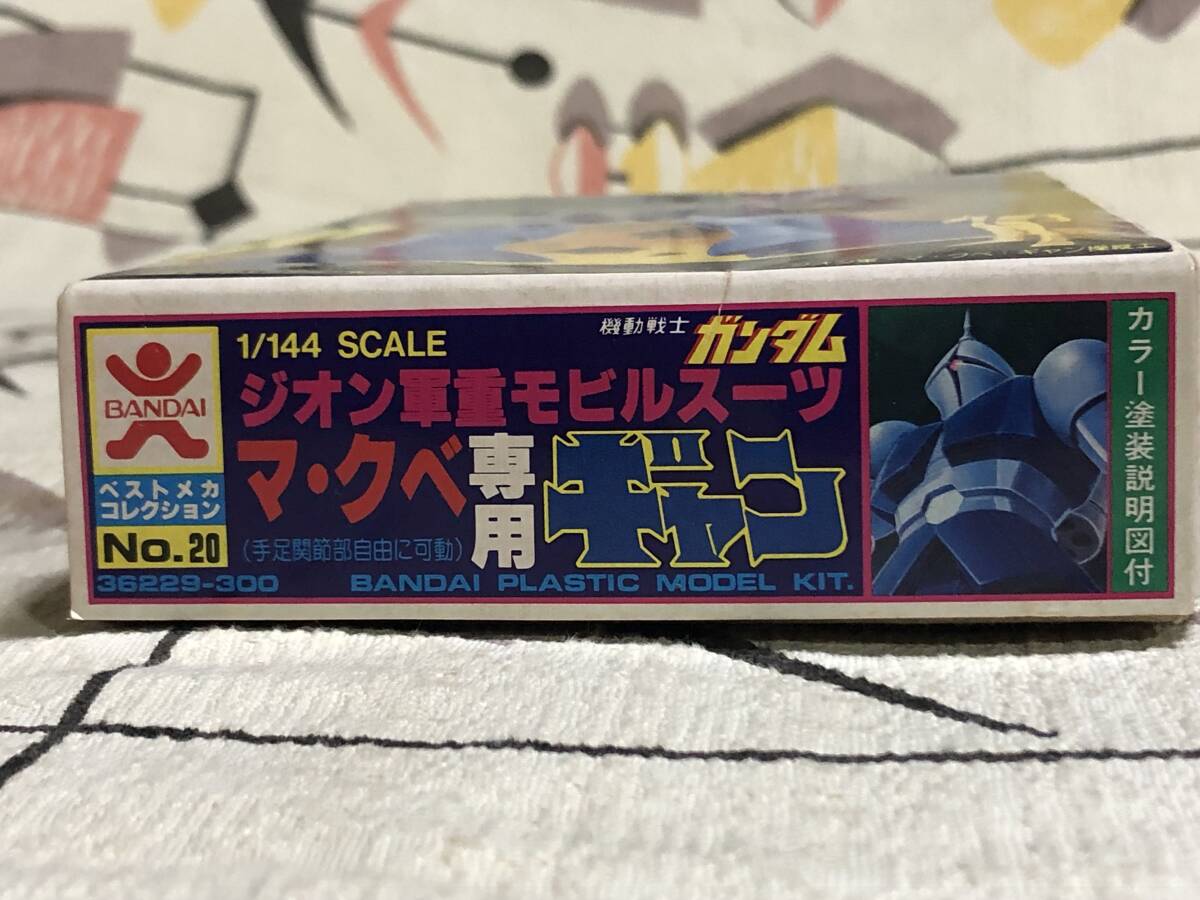 BANDAI
ベストメカ
コレクション
No.20
36229-300
1/144 SCALE
機動戦士 ガンダム
ジオン軍重モビルスーツ
マ・クベ専用 ギャン
(手足関節部自由に可動)
BANDAI PLASTIC MODEL KIT.
カラー塗装説明図付